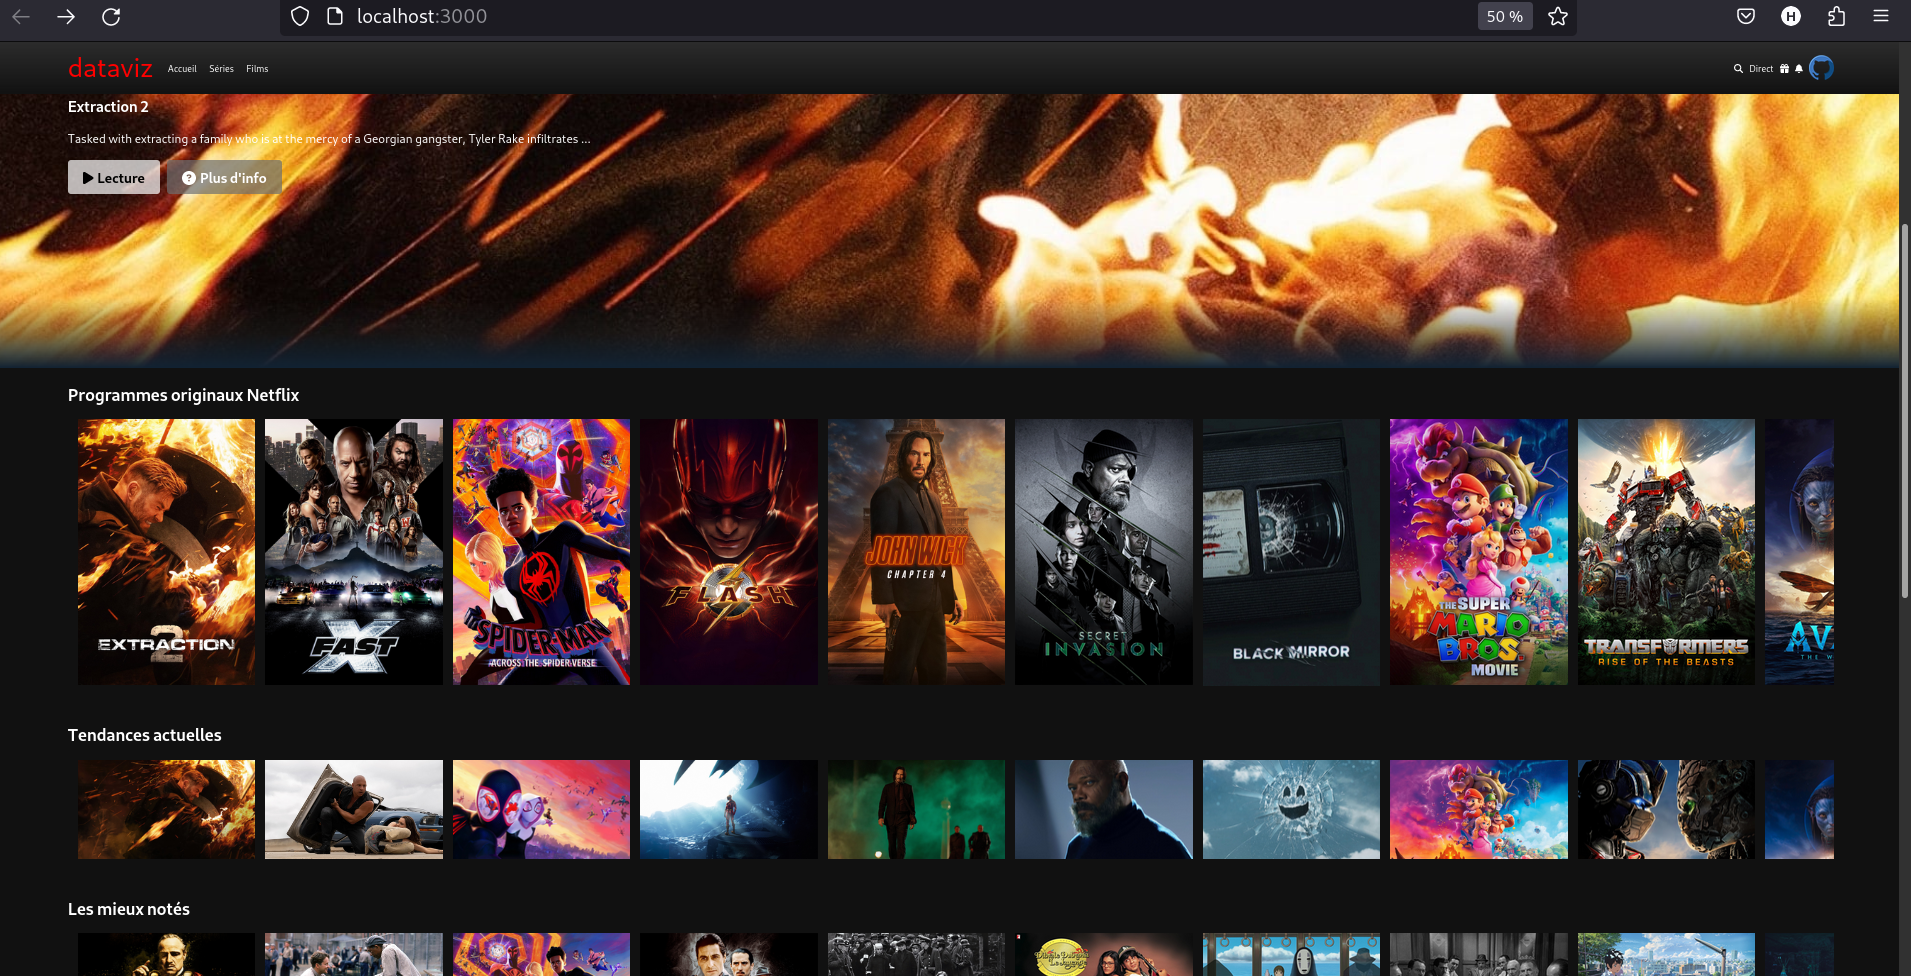 localhost:3000
50 %
H
dataviz
Accueil
Séries
Films
Direct
Extraction 2
Tasked with extracting a family who is at the mercy of a Georgian gangster, Tyler Rake infiltrates ...
Lecture
Plus d'info
Programmes originaux Netflix
2
EXTRACTION
FAST
X
SPIDER-MAN
ACROSS THE SPIDER-VERSE
FLASH
JOHN WICK
CHAPTER 4
SECRET
INVASION
BLACK MIRROR
THE SUPER
MARIO
BROS.
MOVIE
TRANSFORMERS
RISE OF THE BEASTS
AV
THE W
Tendances actuelles
Les mieux notés